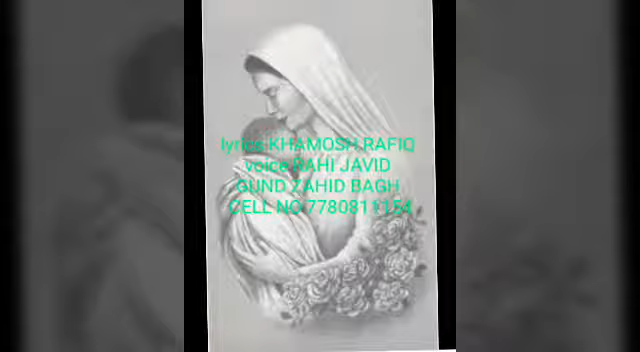 lyrics KHAMOSH RAFIQ
voice RAHI JAVID
GUND ZAHID BAGH
CELL NO 7780811154